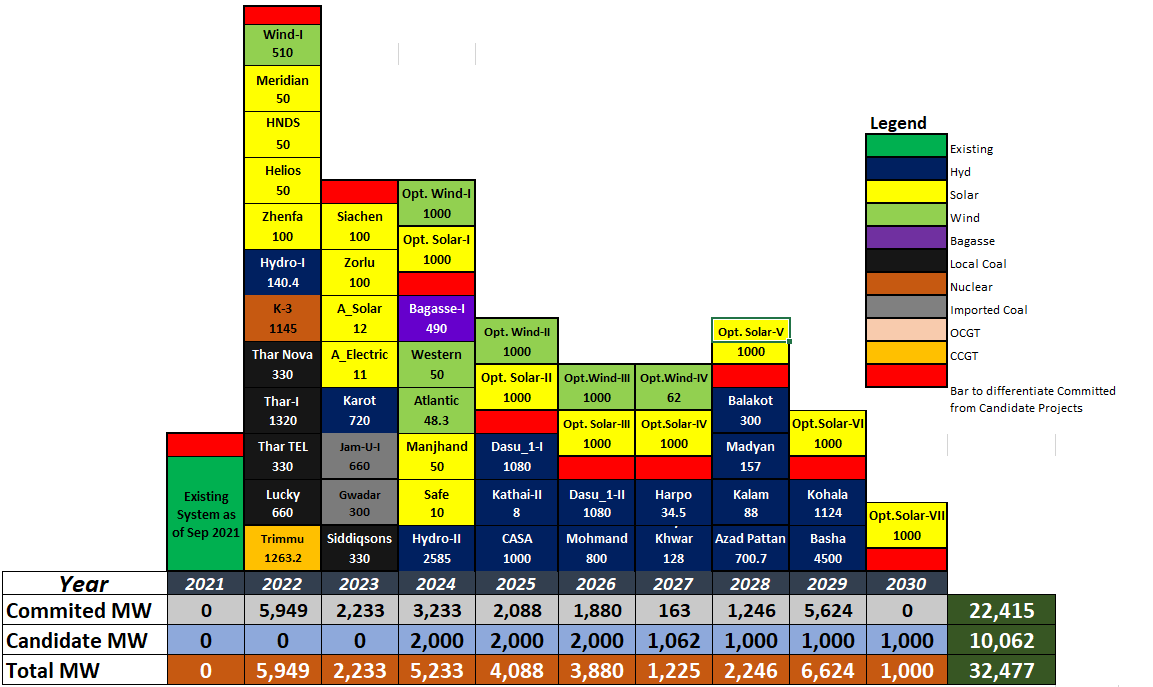 Wind-I
510
Meridian
50
HNDS
50
Helios
50
Zhenfa
100
Hydro-I
140.4
K-3
1145
Thar Nova
330
Thar-I
1320
Thar TEL
330
Lucky
660
Trimmu
1263.2
Existing
System as
of Sep 2021
Siachen
100
Zorlu
100
A_Solar
12
A_Electric
11
Karot
720
Jam-U-I
660
Gwadar
300
Siddiqsons
330
Opt. Wind-I
1000
Opt. Solar-I
1000
Bagasse-I
490
Western
50
Atlantic
48.3
Manjhand
50
Safe
10
Hydro-II
2585
Opt. Wind-II
1000
Opt. Solar-II
1000
Dasu_1-I
1080
Kathai-II
8
CASA
1000
Opt.Wind-III
1000
Opt. Solar-III
1000
Dasu_1-II
1080
Mohmand
800
Opt.Wind-IV
62
Opt.Solar-IV
1000
Harpo
34.5
Khwar
128
Opt. Solar-V
1000
Balakot
300
Madyan
157
Kalam
88
Azad Pattan
700.7
Opt.Solar-VI
1000
Kohala
1124
Basha
4500
Opt.Solar-VII
1000
Legend
Existing
Hyd
Solar
Wind
Bagasse
Local Coal
Nuclear
Imported Coal
OCGT
CCGT
Bar to differentiate Committed
from Candidate Projects
Year 2021 2022 2023 2024 2025 2026 2027 2028 2029 2030
Commited MW 0 5,949 2,233 3,233 2,088 1,880 163 1,246 5,624 0 22,415
Candidate MW 0 0 0 2,000 2,000 2,000 1,062 1,000 1,000 1,000 10,062
Total MW 0 5,949 2,233 5,233 4,088 3,880 1,225 2,246 6,624 1,000 32,477